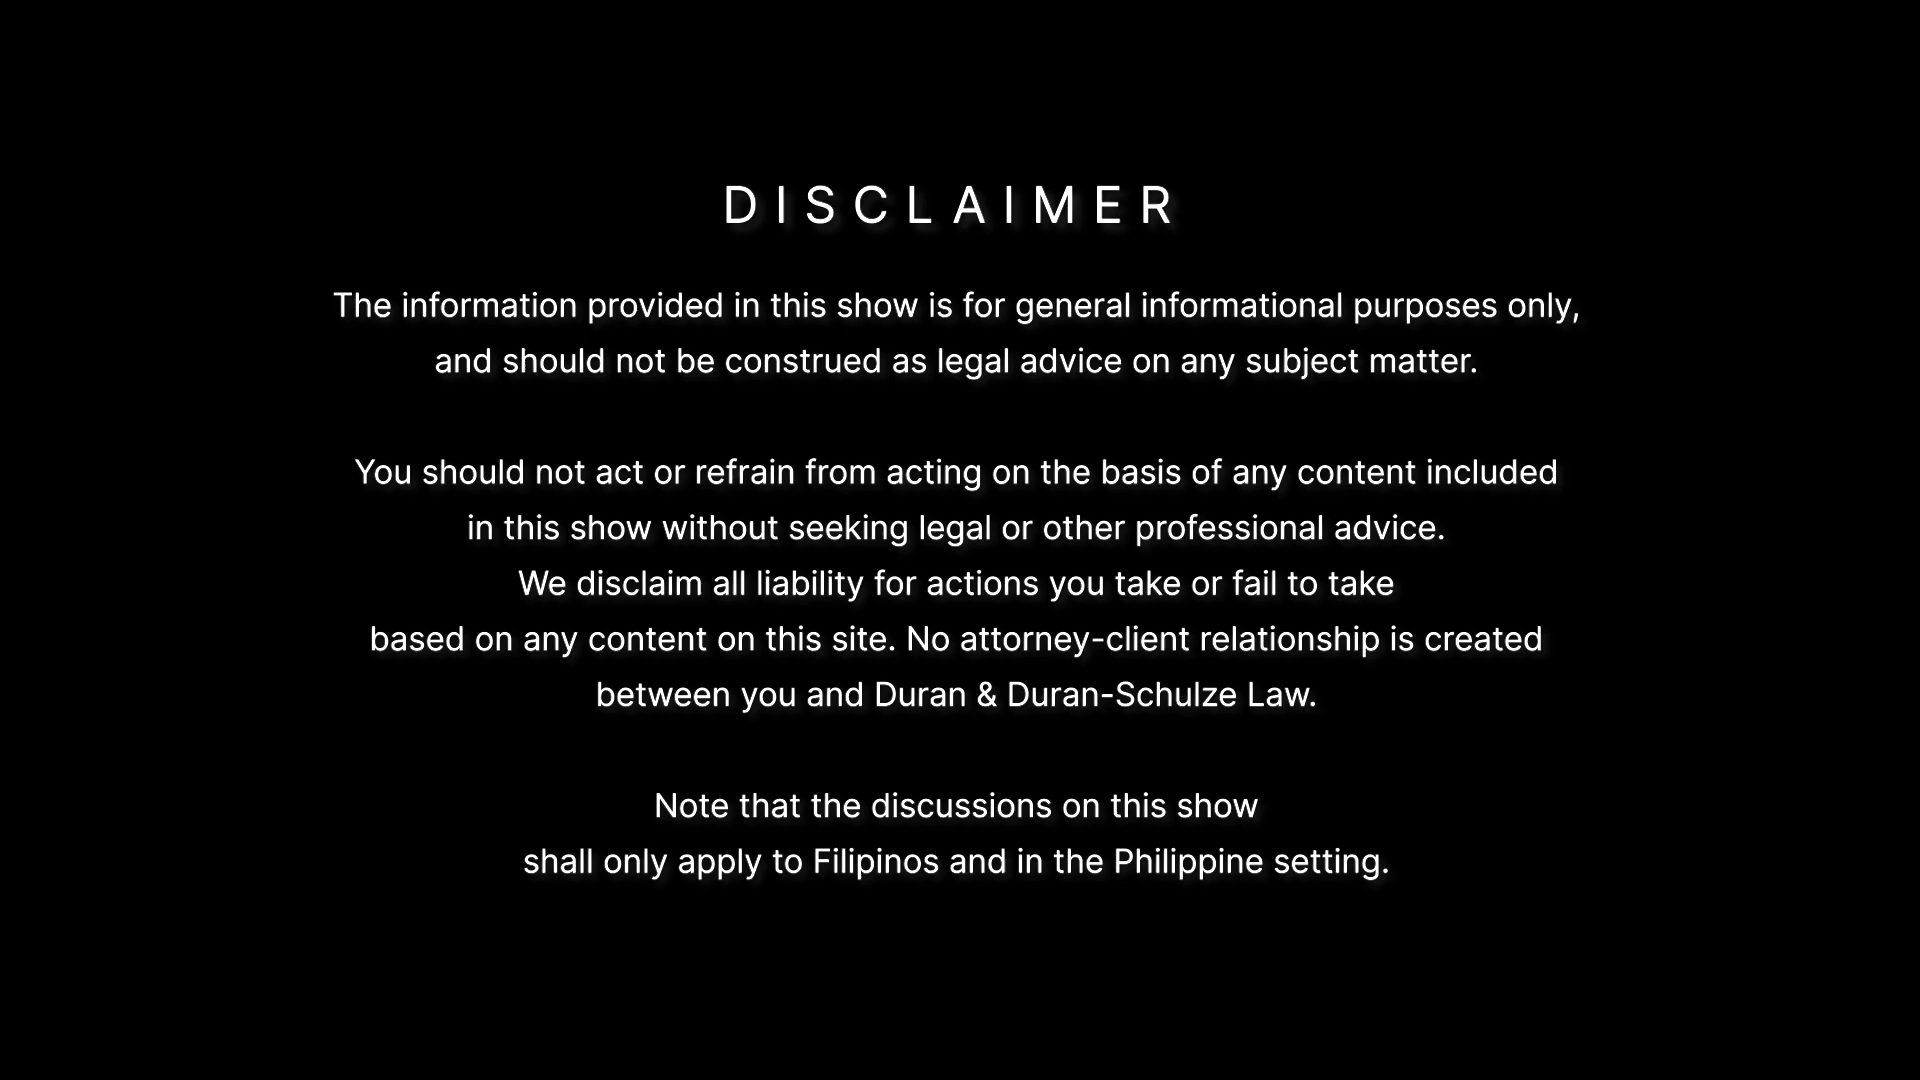 DISCLAIMER
The information provided in this show is for general informational purposes only,
and should not be construed as legal advice on any subject matter.
You should not act or refrain from acting on the basis of any content included
in this show without seeking legal or other professional advice.
We disclaim all liability for actions you take or fail to take
based on any content on this site. No attorney-client relationship is created
between you and Duran & Duran-Schulze Law.
Note that the discussions on this show
shall only apply to Filipinos and in the Philippine setting.